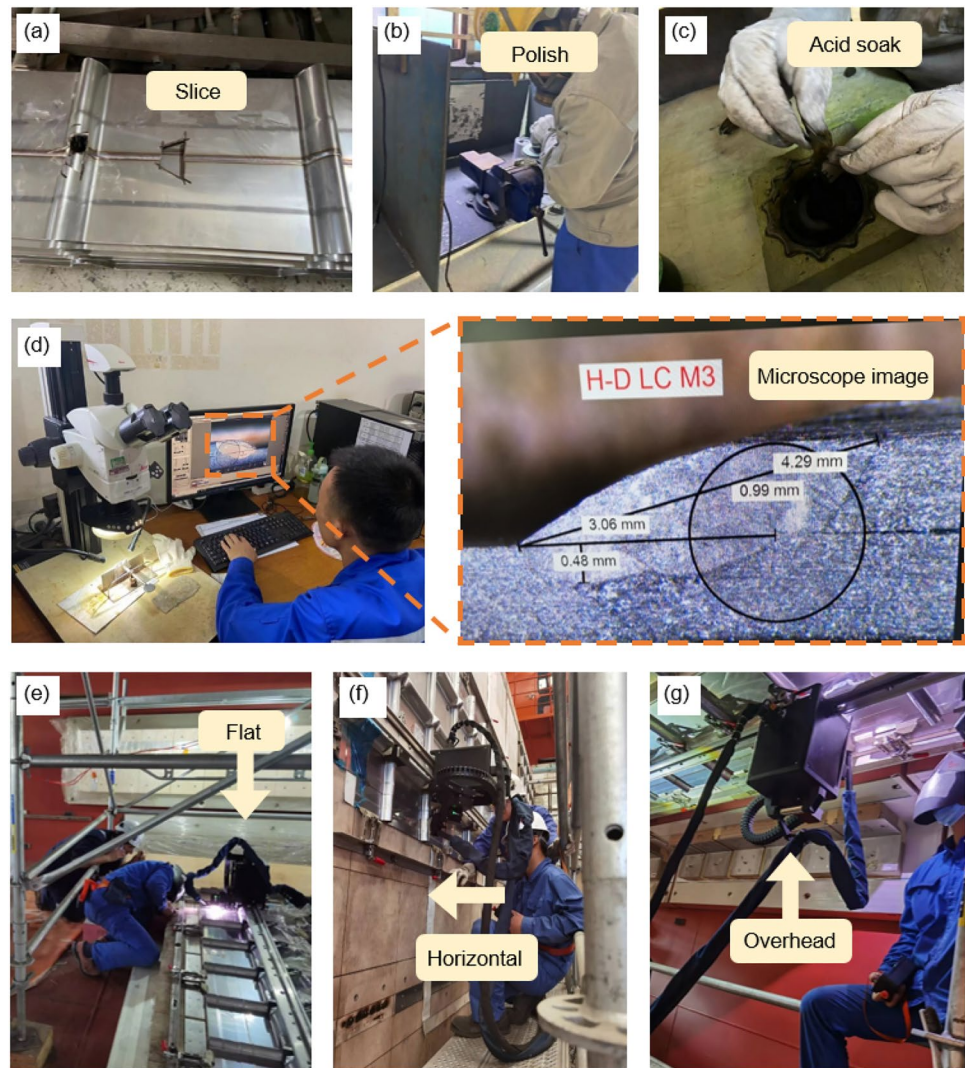 (a)
Slice
(b)
Polish
(c)
Acid soak
(d)
H-D LC M3
Microscope image
4.29 mm
0.99 mm
3.06 mm
0.48 mm
(e)
Flat
(f)
Horizontal
(g)
Overhead